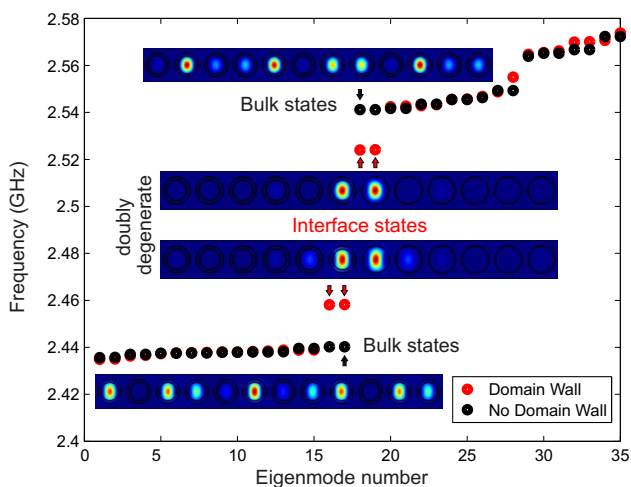 2.58
2.56
2.54
2.52
2.5
2.48
2.46
2.44
2.42
2.4
Frequency (GHz)
Bulk states
doubly
degenerate
Interface states
Bulk states
Domain Wall
No Domain Wall
0
5
10
15
20
25
30
35
Eigenmode number